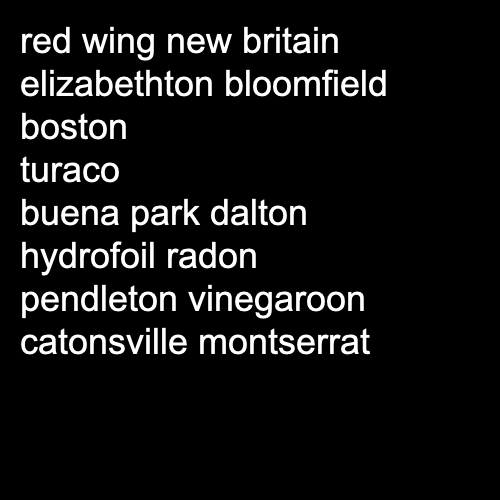 red wing new britain
elizabethton bloomfield
boston
turaco
buena park dalton
hydrofoil radon
pendleton vinegaroon
catonsville montserrat